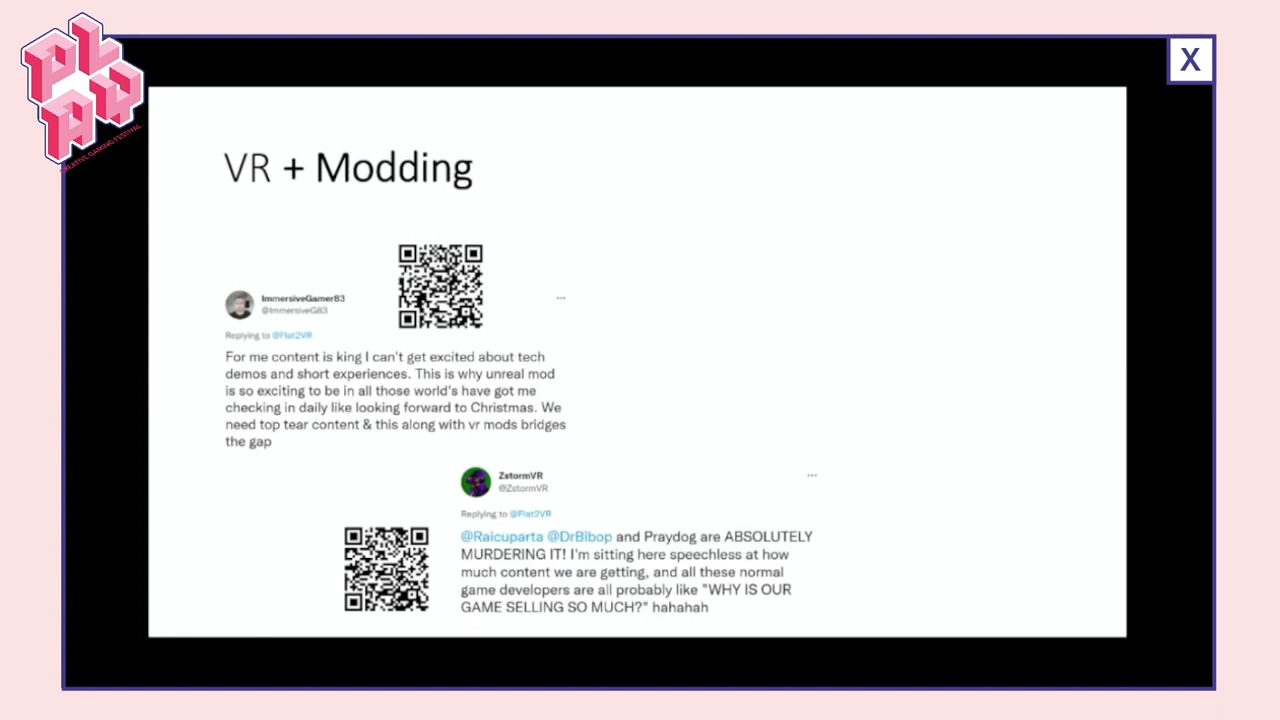 PLAY
CREATIVE GAMING FESTIVAL
X
VR + Modding
ImmersiveGamer83
@ImmersiveG83
Replying to @Flat2VR
For me content is king I can't get excited about tech
demos and short experiences. This is why unreal mod
is so exciting to be in all those world's have got me
checking in daily like looking forward to Christmas. We
need top tear content & this along with vr mods bridges
the gap
ZstormVR
@ZstormVR
Replying to @Flat2VR
@Raicuparta @DrBibop and Praydog are ABSOLUTELY
MURDERING IT! I'm sitting here speechless at how
much content we are getting, and all these normal
game developers are all probably like "WHY IS OUR
GAME SELLING SO MUCH?" hahahah